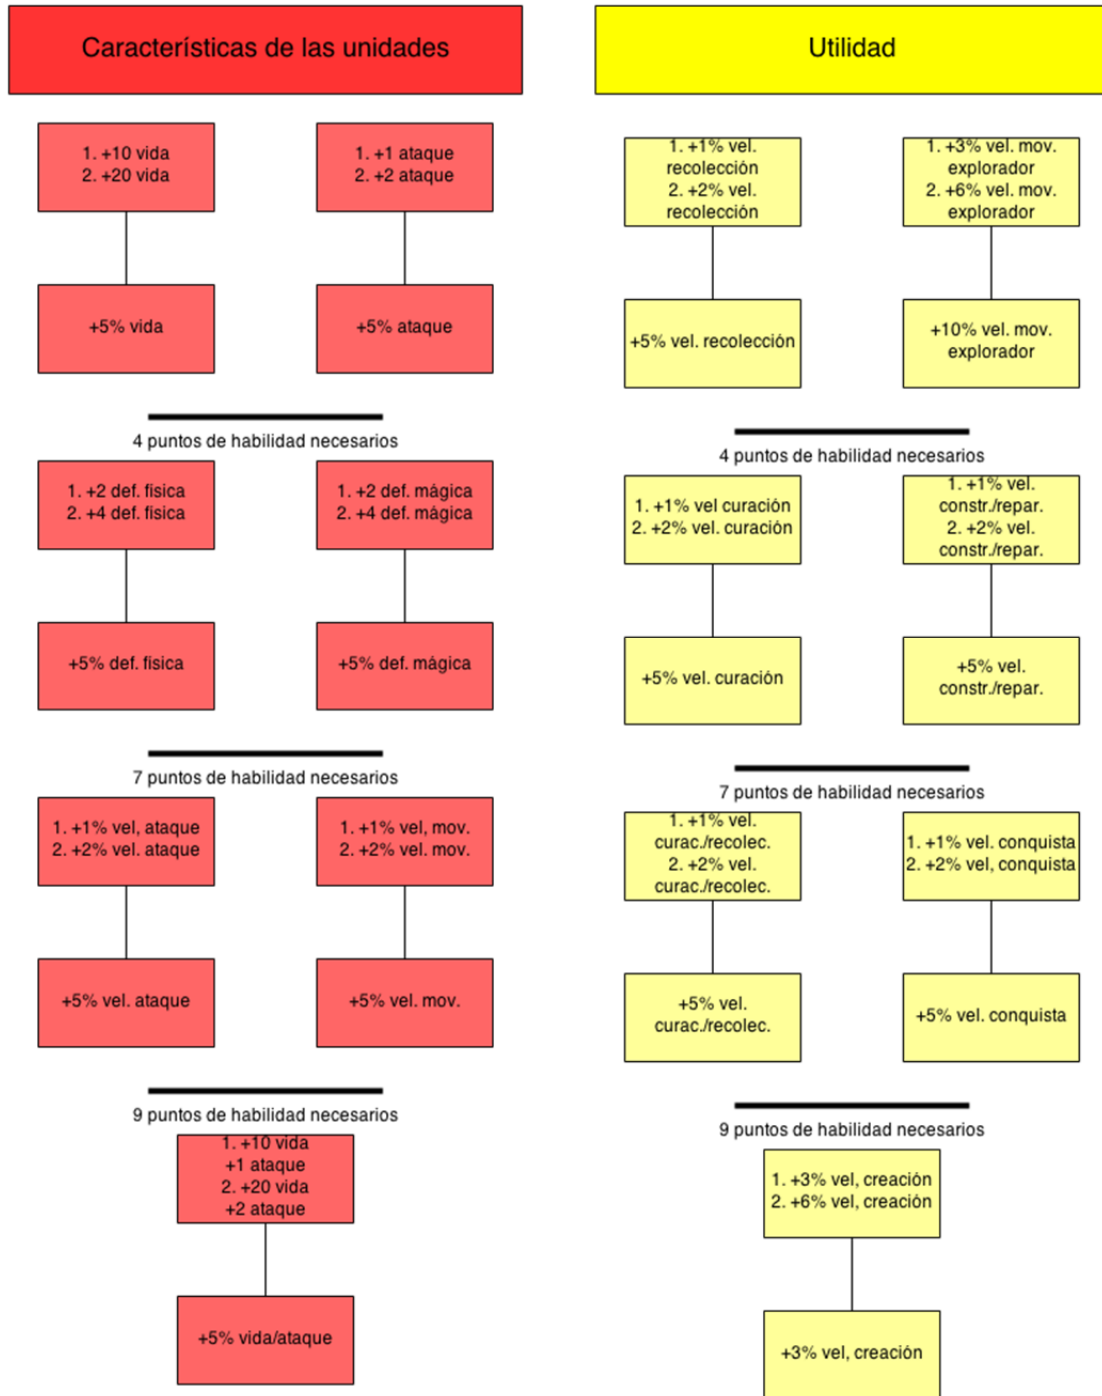 Características de las unidades
1. +10 vida
2. +20 vida
1. +1 ataque
2. +2 ataque
+5% vida
+5% ataque
4 puntos de habilidad necesarios
1. +2 def. física
2. +4 def. física
1. +2 def. mágica
2. +4 def. mágica
+5% def. física
+5% def. mágica
7 puntos de habilidad necesarios
1. +1% vel, ataque
2. +2% vel. ataque
1. +1% vel, mov.
2. +2% vel. mov.
+5% vel. ataque
+5% vel. mov.
9 puntos de habilidad necesarios
1. +10 vida
+1 ataque
2. +20 vida
+2 ataque
+5% vida/ataque
Utilidad
1. +1% vel.
recolección
2. +2% vel.
recolección
1. +3% vel. mov.
explorador
2. +6% vel. mov.
explorador
+5% vel. recolección
+10% vel. mov.
explorador
4 puntos de habilidad necesarios
1. +1% vel curación
2. +2% vel. curación
1. +1% vel.
constr./repar.
2. +2% vel.
constr./repar.
+5% vel. curación
+5% vel.
constr./repar.
7 puntos de habilidad necesarios
1. +1% vel.
curac./recolec.
2. +2% vel.
curac./recolec.
1. +1% vel. conquista
2. +2% vel, conquista
+5% vel.
curac./recolec.
+5% vel. conquista
9 puntos de habilidad necesarios
1. +3% vel, creación
2. +6% vel, creación
+3% vel, creación